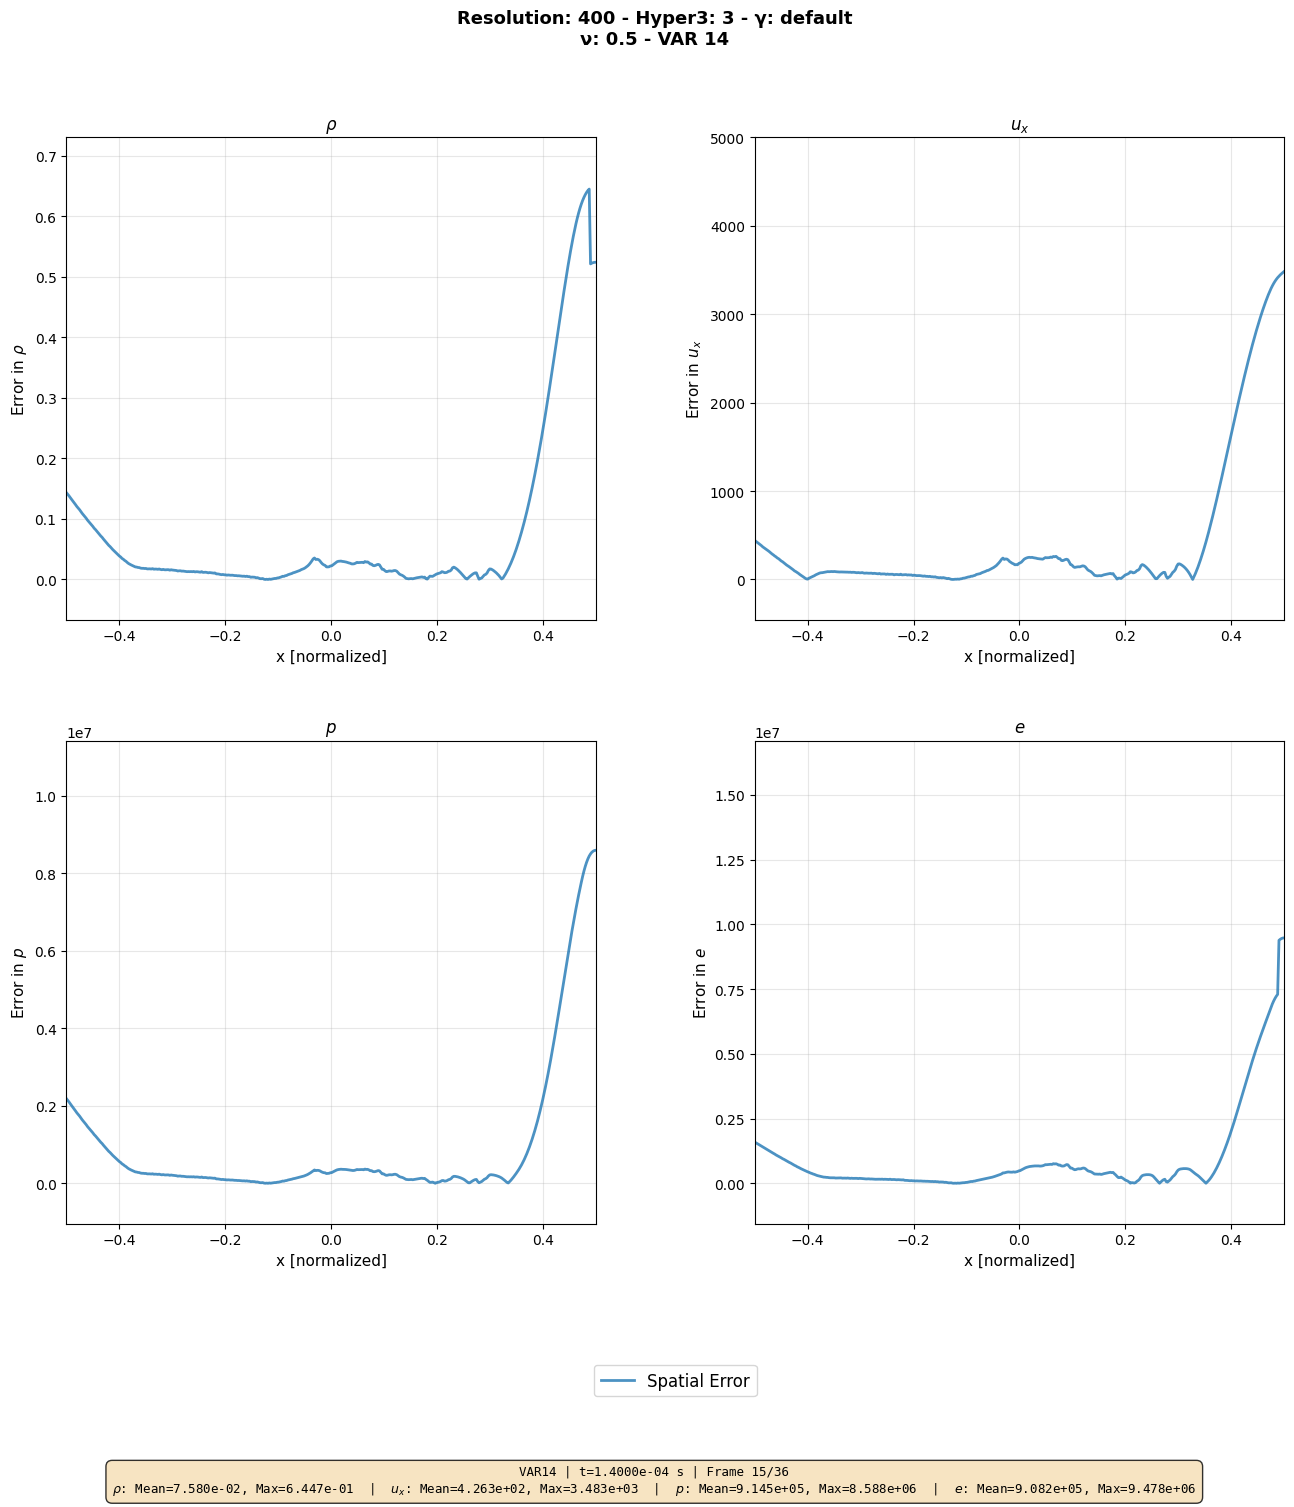 Resolution: 400 - Hyper3: 3 - γ: default
ν: 0.5 - VAR 14
ρ
0.7
0.6
0.5
0.4
0.3
0.2
0.1
0.0
Error in ρ
−0.4 −0.2 0.0 0.2 0.4
x [normalized]
u_x
5000
4000
3000
2000
1000
0
Error in u_x
−0.4 −0.2 0.0 0.2 0.4
x [normalized]
p
1e7
1.0
0.8
0.6
0.4
0.2
0.0
Error in p
−0.4 −0.2 0.0 0.2 0.4
x [normalized]
e
1e7
1.50
1.25
1.00
0.75
0.50
0.25
0.00
Error in e
−0.4 −0.2 0.0 0.2 0.4
x [normalized]
Spatial Error
VAR14 | t=1.4000e-04 s | Frame 15/36
ρ: Mean=7.580e-02, Max=6.447e-01 | u_x: Mean=4.263e+02, Max=3.483e+03 | p: Mean=9.145e+05, Max=8.588e+06 | e: Mean=9.082e+05, Max=9.478e+06